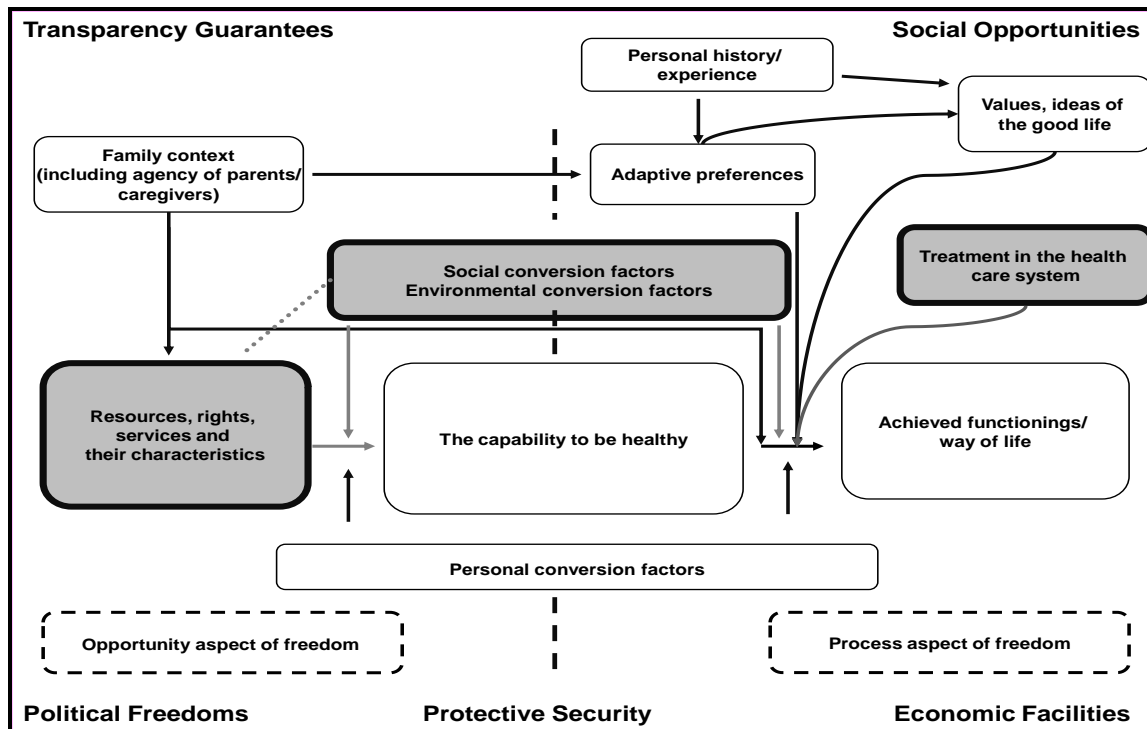 Transparency Guarantees
Social Opportunities
Personal history/
experience
Values, ideas of
the good life
Family context
(including agency of parents/
caregivers)
Adaptive preferences
Social conversion factors
Environmental conversion factors
Treatment in the health
care system
Resources, rights,
services and
their characteristics
The capability to be healthy
Achieved functionings/
way of life
Personal conversion factors
Opportunity aspect of freedom
Process aspect of freedom
Political Freedoms
Protective Security
Economic Facilities